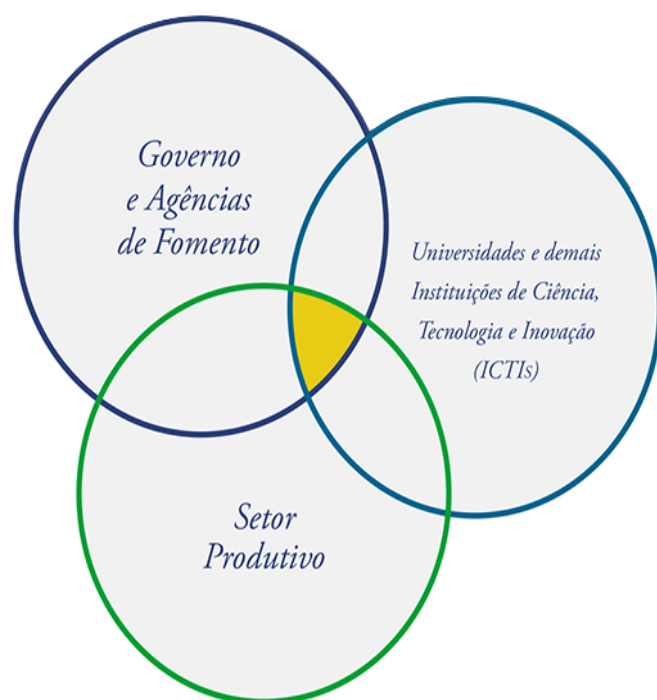 Governo
e Agências
de Fomento
Universidades e demais
Instituições de Ciência,
Tecnologia e Inovação
(ICTIs)
Setor
Produtivo